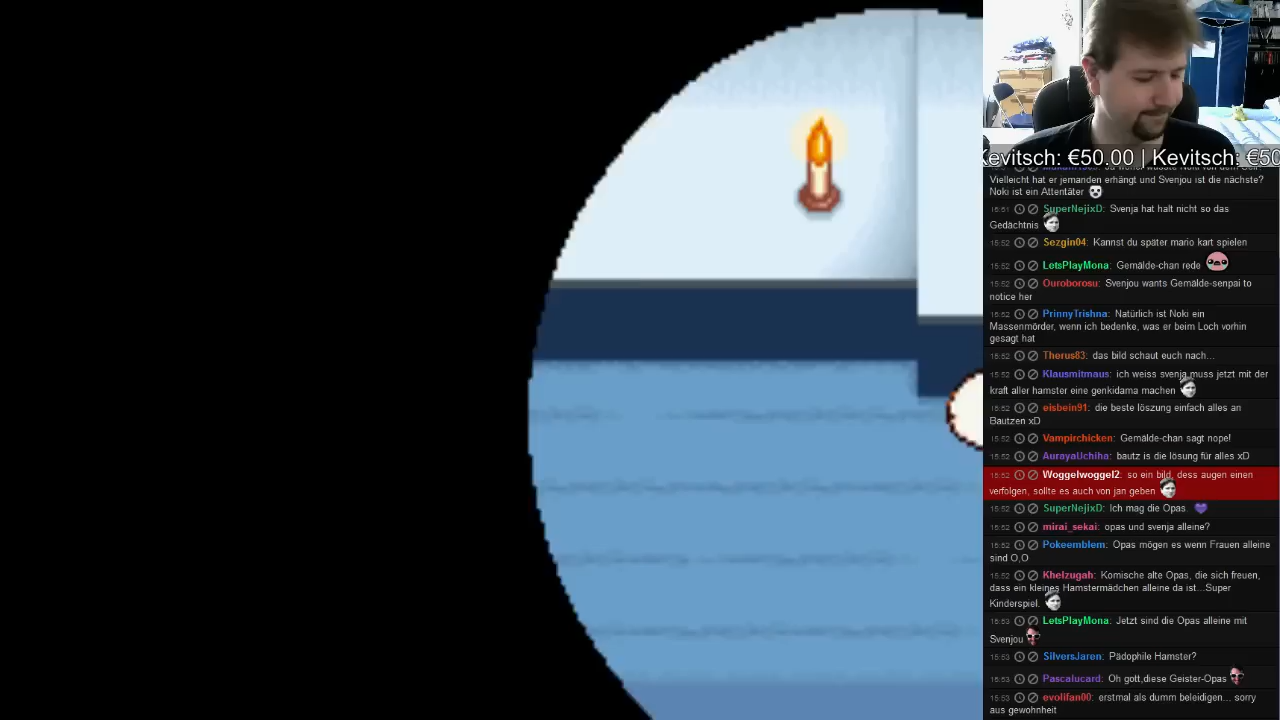 Kevitsch: €50.00 | Kevitsch: €50
Vielleicht hat er jemanden erhängt und Svenjou ist die nächste?
Noki ist ein Attentäter
SuperNejixD: Svenja hat halt nicht so das
Gedächtnis
15:52 Sezgin04: Kannst du später mario kart spielen
15:52 LetsPlayMona: Gemälde-chan rede
15:52 Ouroborosu: Svenjou wants Gemälde-senpai to
notice her
15:52 PrinnyTrishna: Natürlich ist Noki ein
Massenmörder, wenn ich bedenke, was er beim Loch vorhin
gesagt hat
15:52 Therus83: das bild schaut euch nach...
15:52 Klausmitmaus: ich weiss svenja muss jetzt mit der
kraft aller hamster eine genkidama machen
15:52 eisbein91: die beste löszung einfach alles an
Bautzen xD
15:52 Vampirchicken: Gemälde-chan sagt nope!
15:52 AurayaUchiha: bautz is die lösung für alles xD
15:52 Woggelwoggel2: so ein bild, dess augen einen
verfolgen, sollte es auch von jan geben
15:52 SuperNejixD: Ich mag die Opas.
15:52 mirai_sekai: opas und svenja alleine?
15:52 Pokeemblem: Opas mögen es wenn Frauen alleine
sind O,O
15:52 Khelzugah: Komische alte Opas, die sich freuen,
dass ein kleines Hamstermädchen alleine da ist...Super
Kinderspiel.
15:53 LetsPlayMona: Jetzt sind die Opas alleine mit
Svenjou
15:53 SilversJaren: Pädophile Hamster?
15:53 Pascalucard: Oh gott,diese Geister-Opas
15:53 evolifan00: erstmal als dumm beleidigen... sorry
aus gewohnheit